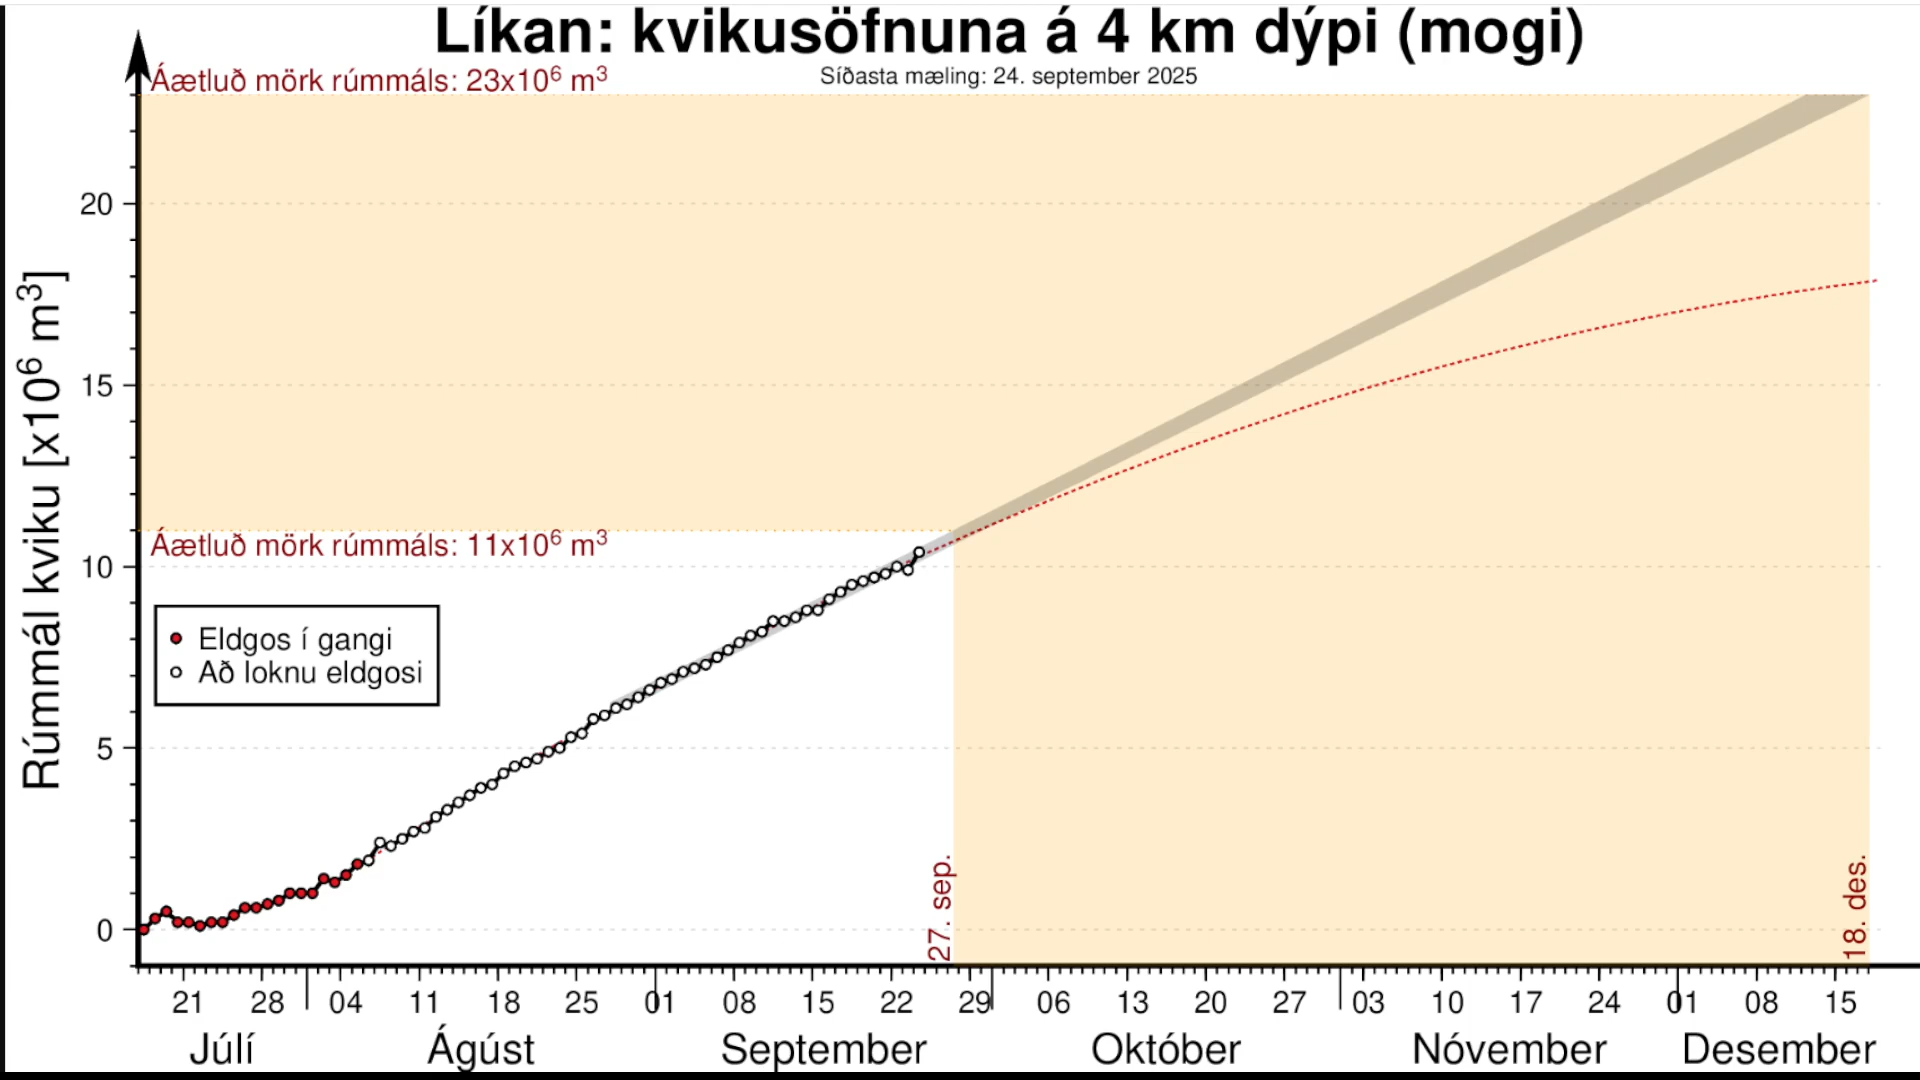 Líkan: kvikusöfnuna á 4 km dýpi (mogi)
Síðasta mæling: 24. september 2025
Áætluð mörk rúmmáls: 23x10⁶ m³
Rúmmál kviku [x10⁶ m³]
20
15
Áætluð mörk rúmmáls: 11x10⁶ m³
10
Eldgos í gangi
Að loknu eldgosi
5
0
27. sep.
18. des.
21 28 04 11 18 25 01 08 15 22 29 06 13 20 27 03 10 17 24 01 08 15
Júlí Ágúst September Október Nóvember Desember